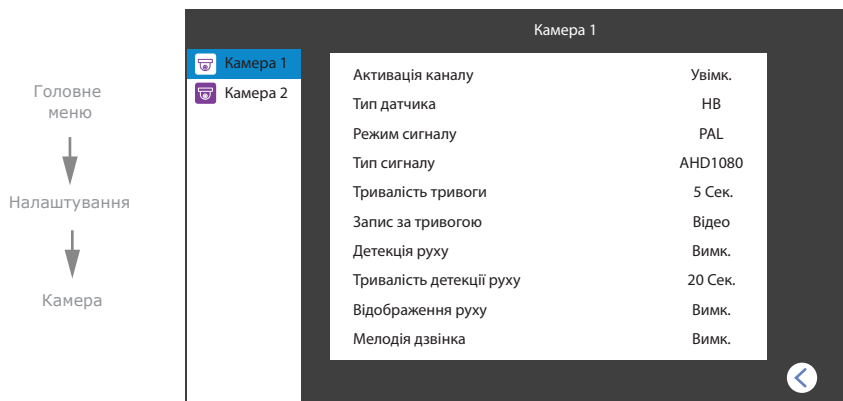 Головне
меню
Налаштування
Камера
Камера 1
Камера 1
Камера 2
Активація каналу Увімк.
Тип датчика НВ
Режим сигналу PAL
Тип сигналу AHD1080
Тривалість тривоги 5 Сек.
Запис за тривогою Відео
Детекція руху Вимк.
Тривалість детекції руху 20 Сек.
Відображення руху Вимк.
Мелодія дзвінка Вимк.